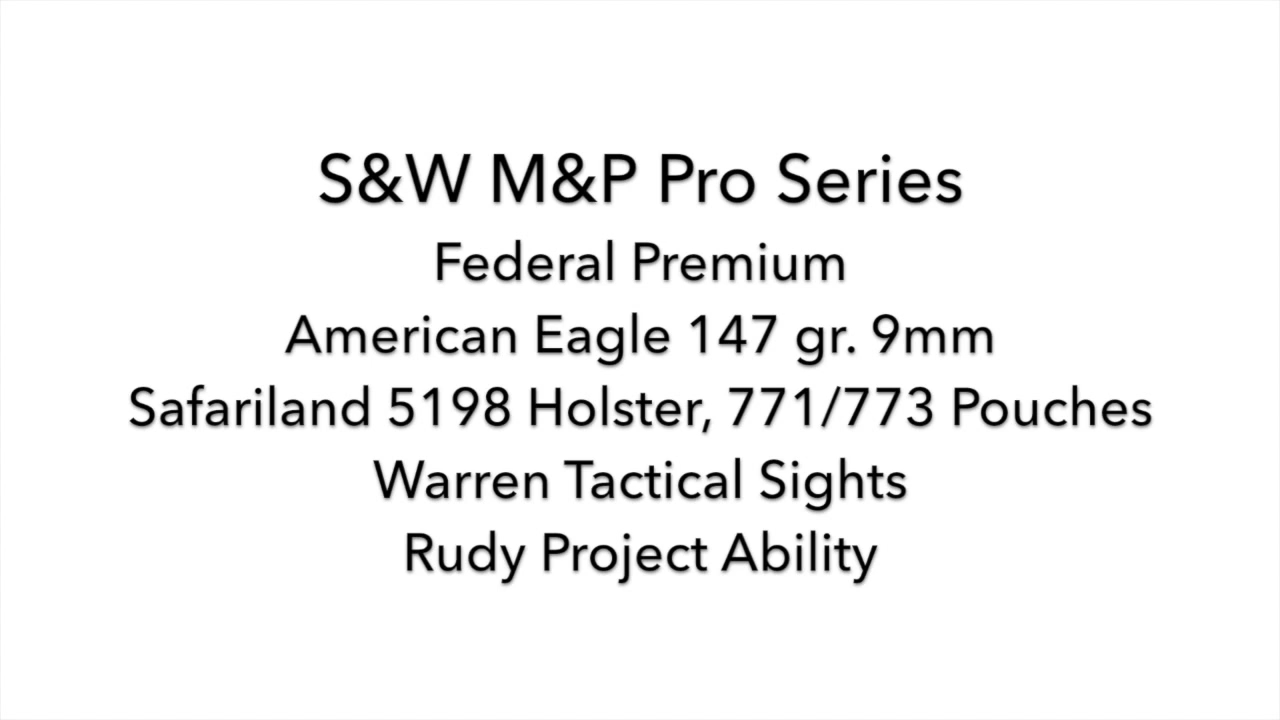 S&W M&P Pro Series
Federal Premium
American Eagle 147 gr. 9mm
Safariland 5198 Holster, 771/773 Pouches
Warren Tactical Sights
Rudy Project Ability